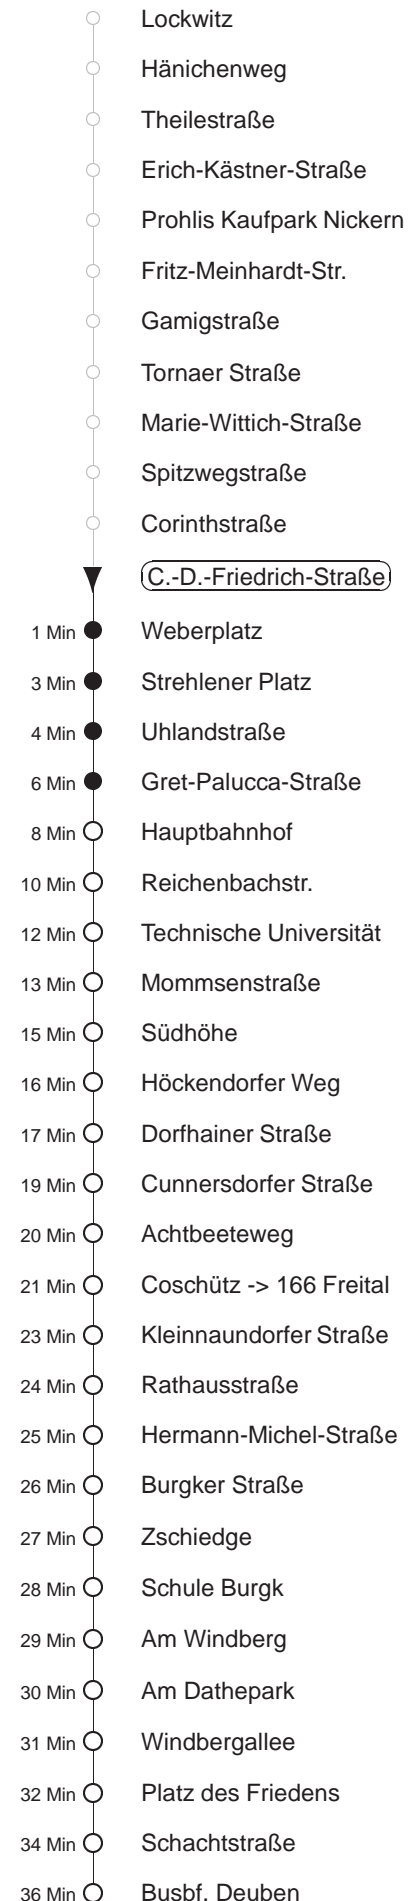 Lockwitz
Hänichenweg
Theilestraße
Erich-Kästner-Straße
Prohlis Kaufpark Nickern
Fritz-Meinhardt-Str.
Gamigstraße
Tornaer Straße
Marie-Wittich-Straße
Spitzwegstraße
Corinthstraße
C.-D.-Friedrich-Straße
1 Min Weberplatz
3 Min Strehlener Platz
4 Min Uhlandstraße
6 Min Gret-Palucca-Straße
8 Min Hauptbahnhof
10 Min Reichenbachstr.
12 Min Technische Universität
13 Min Mommsenstraße
15 Min Südhöhe
16 Min Höckendorfer Weg
17 Min Dorfhainer Straße
19 Min Cunnersdorfer Straße
20 Min Achtbeeteweg
21 Min Coschütz -> 166 Freital
23 Min Kleinnaundorfer Straße
24 Min Rathausstraße
25 Min Hermann-Michel-Straße
26 Min Burgker Straße
27 Min Zschiedge
28 Min Schule Burgk
29 Min Am Windberg
30 Min Am Dathepark
31 Min Windbergallee
32 Min Platz des Friedens
34 Min Schachtstraße
36 Min Busbf. Deuben